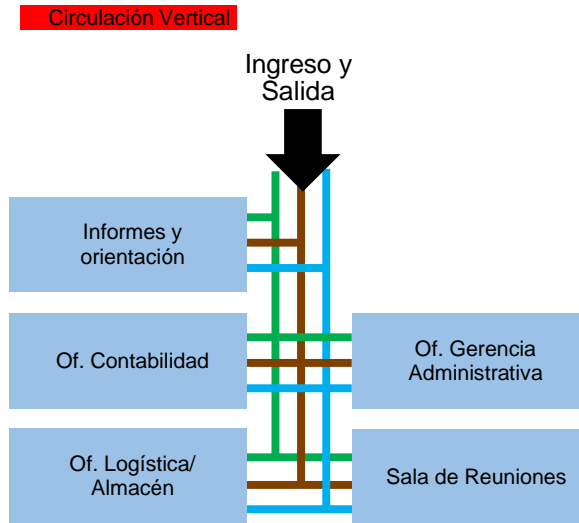 Circulación Vertical
Ingreso y
Salida
Informes y
orientación
Of. Contabilidad
Of. Gerencia
Administrativa
Of. Logística/
Almacén
Sala de Reuniones